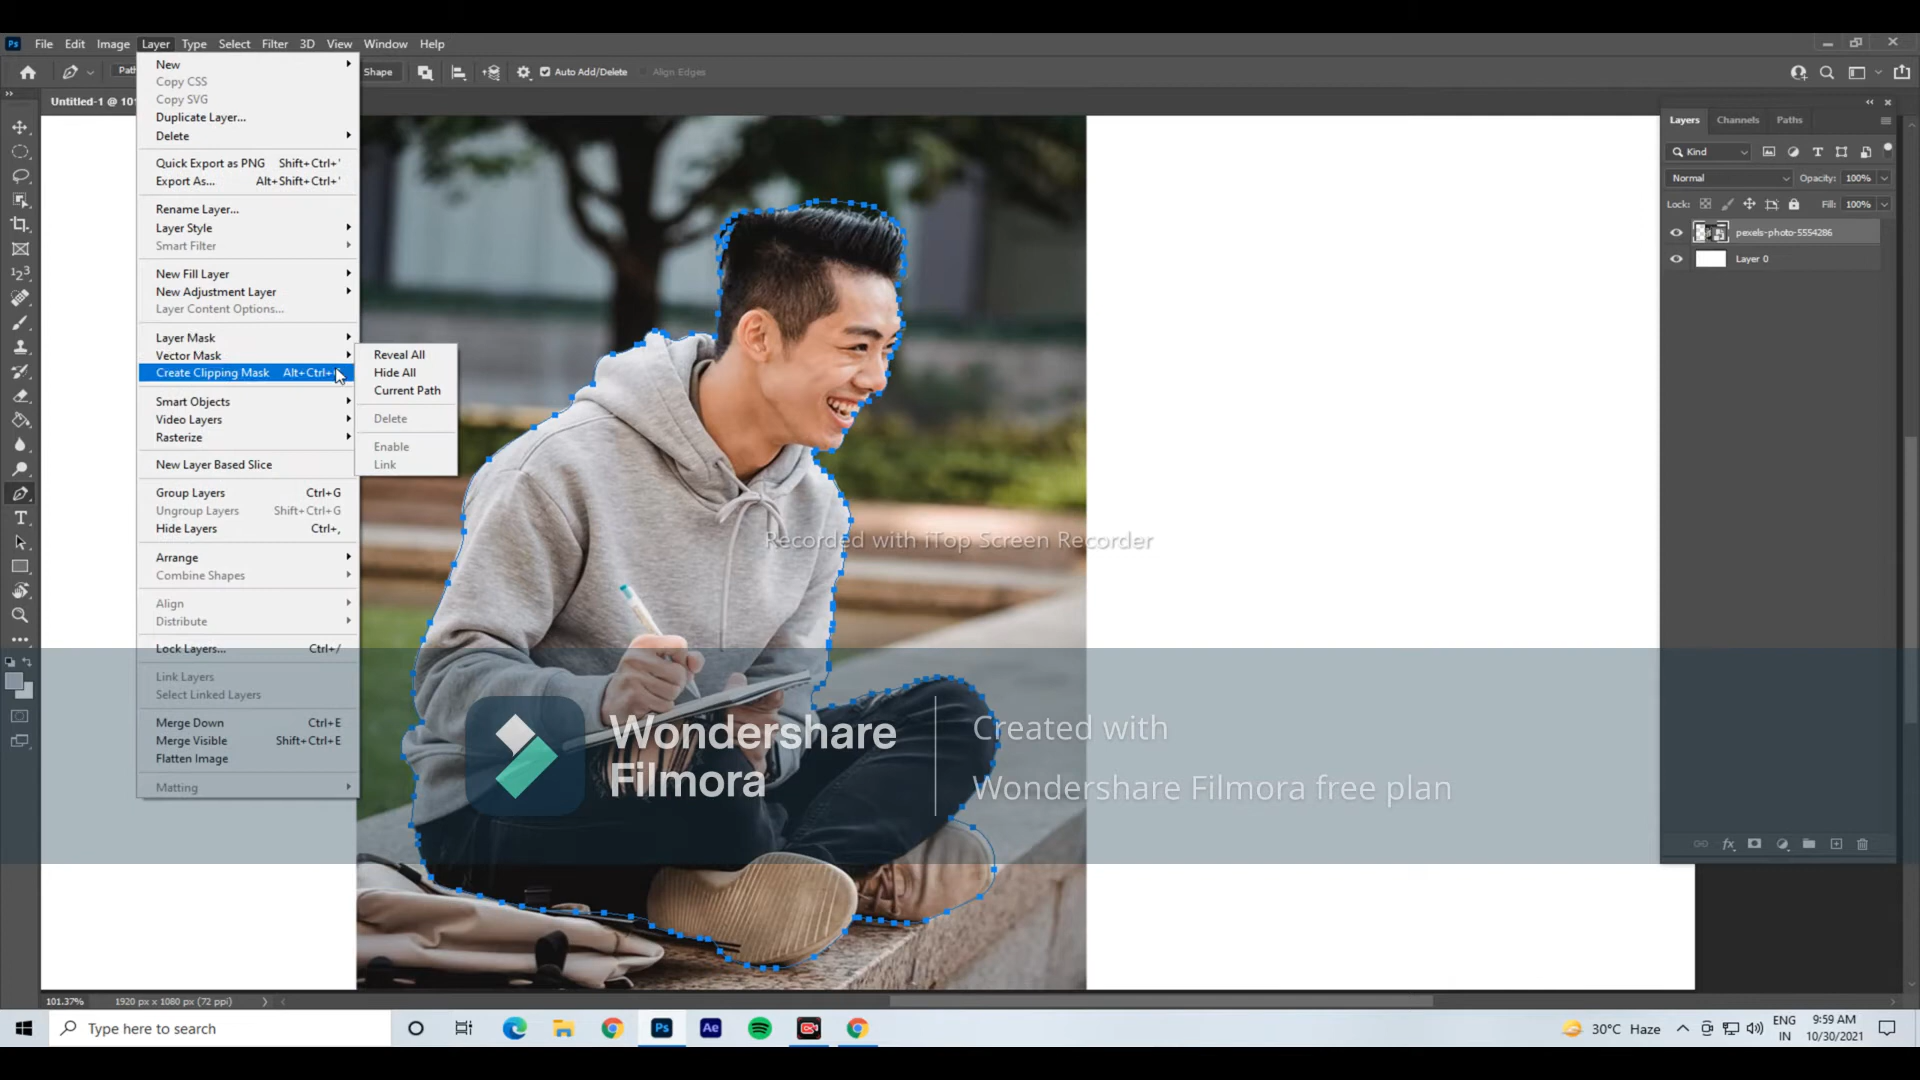 Ps File Edit Image Layer Type Select Filter 3D View Window Help
Path Shape Auto Add/Delete Align Edges
Untitled-1 @ 101
New
Copy CSS
Copy SVG
Duplicate Layer...
Delete
Quick Export as PNG Shift+Ctrl+'
Export As... Alt+Shift+Ctrl+'
Rename Layer...
Layer Style
Smart Filter
New Fill Layer
New Adjustment Layer
Layer Content Options...
Layer Mask
Vector Mask
Create Clipping Mask Alt+Ctrl+
Smart Objects
Video Layers
Rasterize
New Layer Based Slice
Group Layers Ctrl+G
Ungroup Layers Shift+Ctrl+G
Hide Layers Ctrl+,
Arrange
Combine Shapes
Align
Distribute
Lock Layers... Ctrl+/
Link Layers
Select Linked Layers
Merge Down Ctrl+E
Merge Visible Shift+Ctrl+E
Flatten Image
Matting
Reveal All
Hide All
Current Path
Delete
Enable
Link
Layers Channels Paths
Kind
Normal Opacity: 100%
Lock: Fill: 100%
pexels-photo-5554286
Layer 0
fx
Recorded with iTop Screen Recorder
Wondershare
Filmora
Created with
Wondershare Filmora free plan
101.37% 1920 px x 1080 px (72 ppi)
Type here to search
Ps Ae
30°C Haze
ENG
IN
9:59 AM
10/30/2021